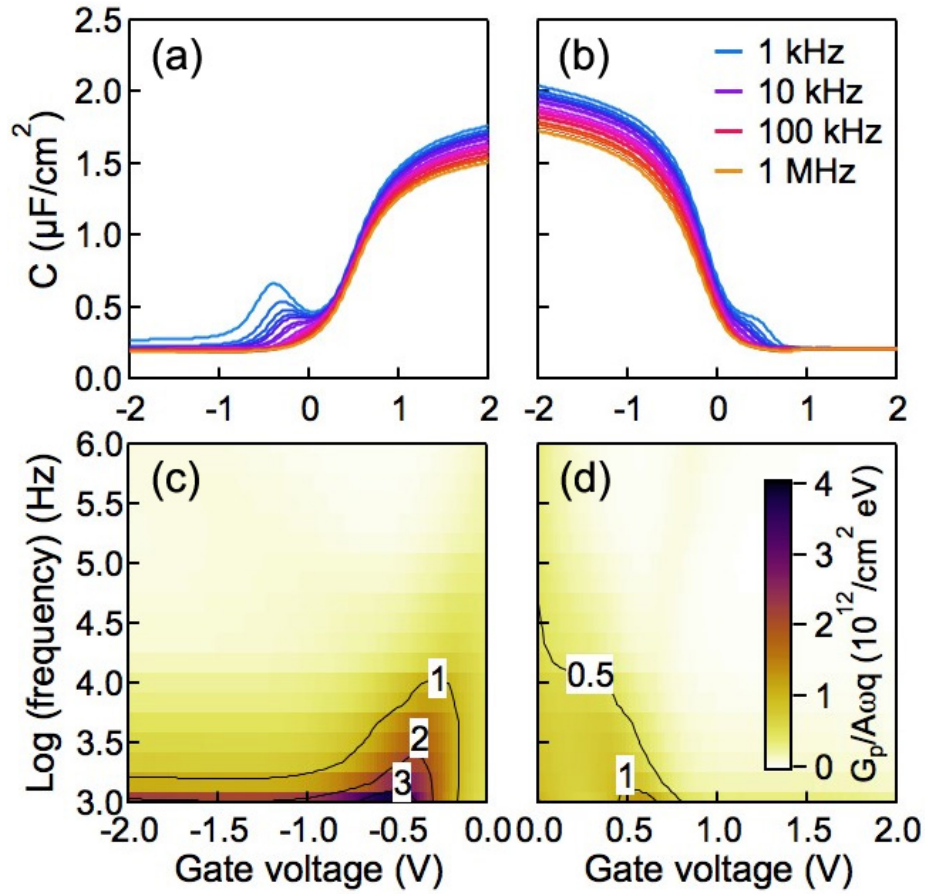 (a)
(b)
1 kHz
10 kHz
100 kHz
1 MHz
C (µF/cm²)
2.5
2.0
1.5
1.0
0.5
0.0
-2 -1 0 1 2
-2 -1 0 1 2
(c)
(d)
Log (frequency) (Hz)
6.0
5.5
5.0
4.5
4.0
3.5
3.0
1
2
3
0.5
1
4
3
2
1
0
Gₚ/Aωq (10¹²/cm² eV)
-2.0 -1.5 -1.0 -0.5 0.0
0.0 0.5 1.0 1.5 2.0
Gate voltage (V)
Gate voltage (V)